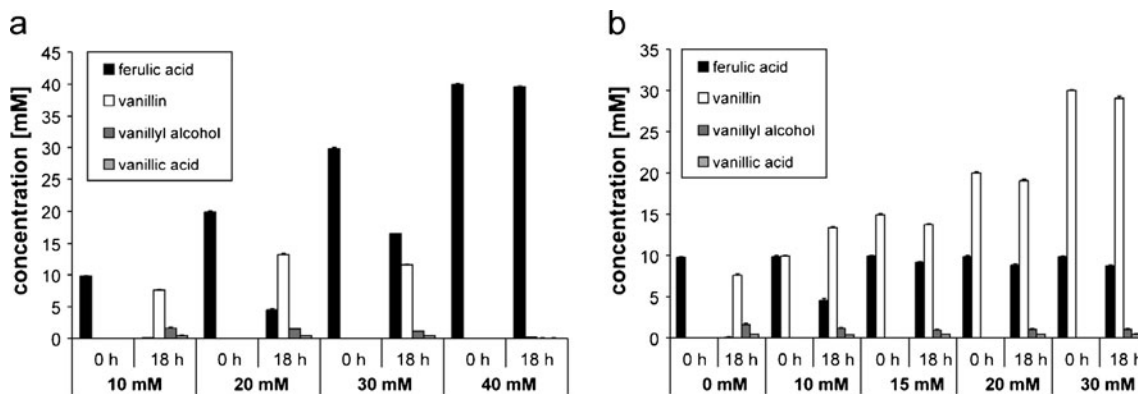 a
45
40
35
30
25
20
15
10
5
0
concentration [mM]
ferulic acid
vanillin
vanillyl alcohol
vanillic acid
0 h 18 h 0 h 18 h 0 h 18 h 0 h 18 h
10 mM 20 mM 30 mM 40 mM
b
35
30
25
20
15
10
5
0
concentration [mM]
ferulic acid
vanillin
vanillyl alcohol
vanillic acid
0 h 18 h 0 h 18 h 0 h 18 h 0 h 18 h 0 h 18 h
0 mM 10 mM 15 mM 20 mM 30 mM